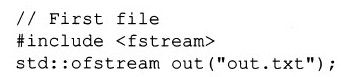 // First file
#include <fstream>
std::ofstream out("out.txt");